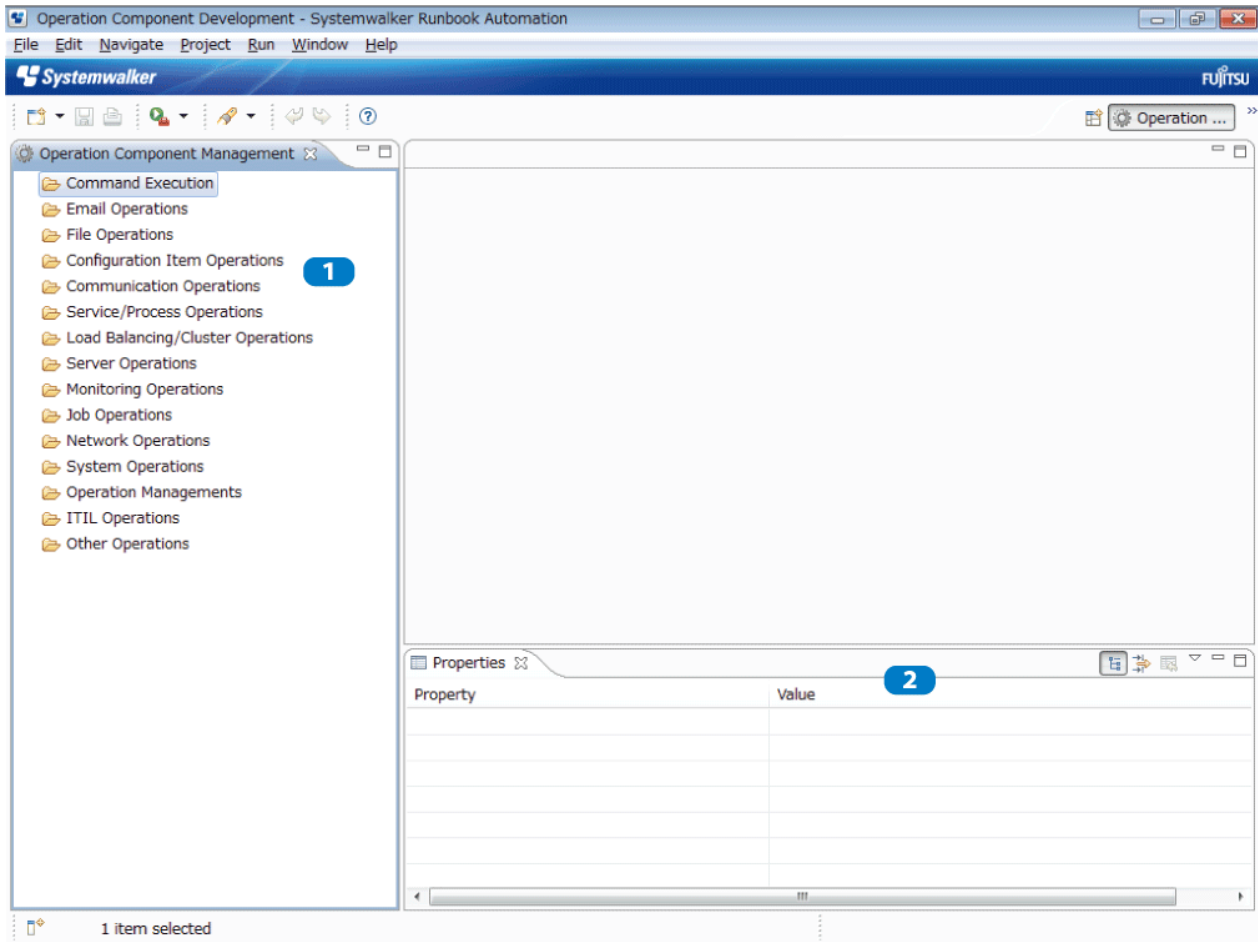 Operation Component Development - Systemwalker Runbook Automation
File Edit Navigate Project Run Window Help
Systemwalker FUJITSU
Operation ...
Operation Component Management
Command Execution
Email Operations
File Operations
Configuration Item Operations
1
Communication Operations
Service/Process Operations
Load Balancing/Cluster Operations
Server Operations
Monitoring Operations
Job Operations
Network Operations
System Operations
Operation Managements
ITIL Operations
Other Operations
Properties
2
Property Value
1 item selected